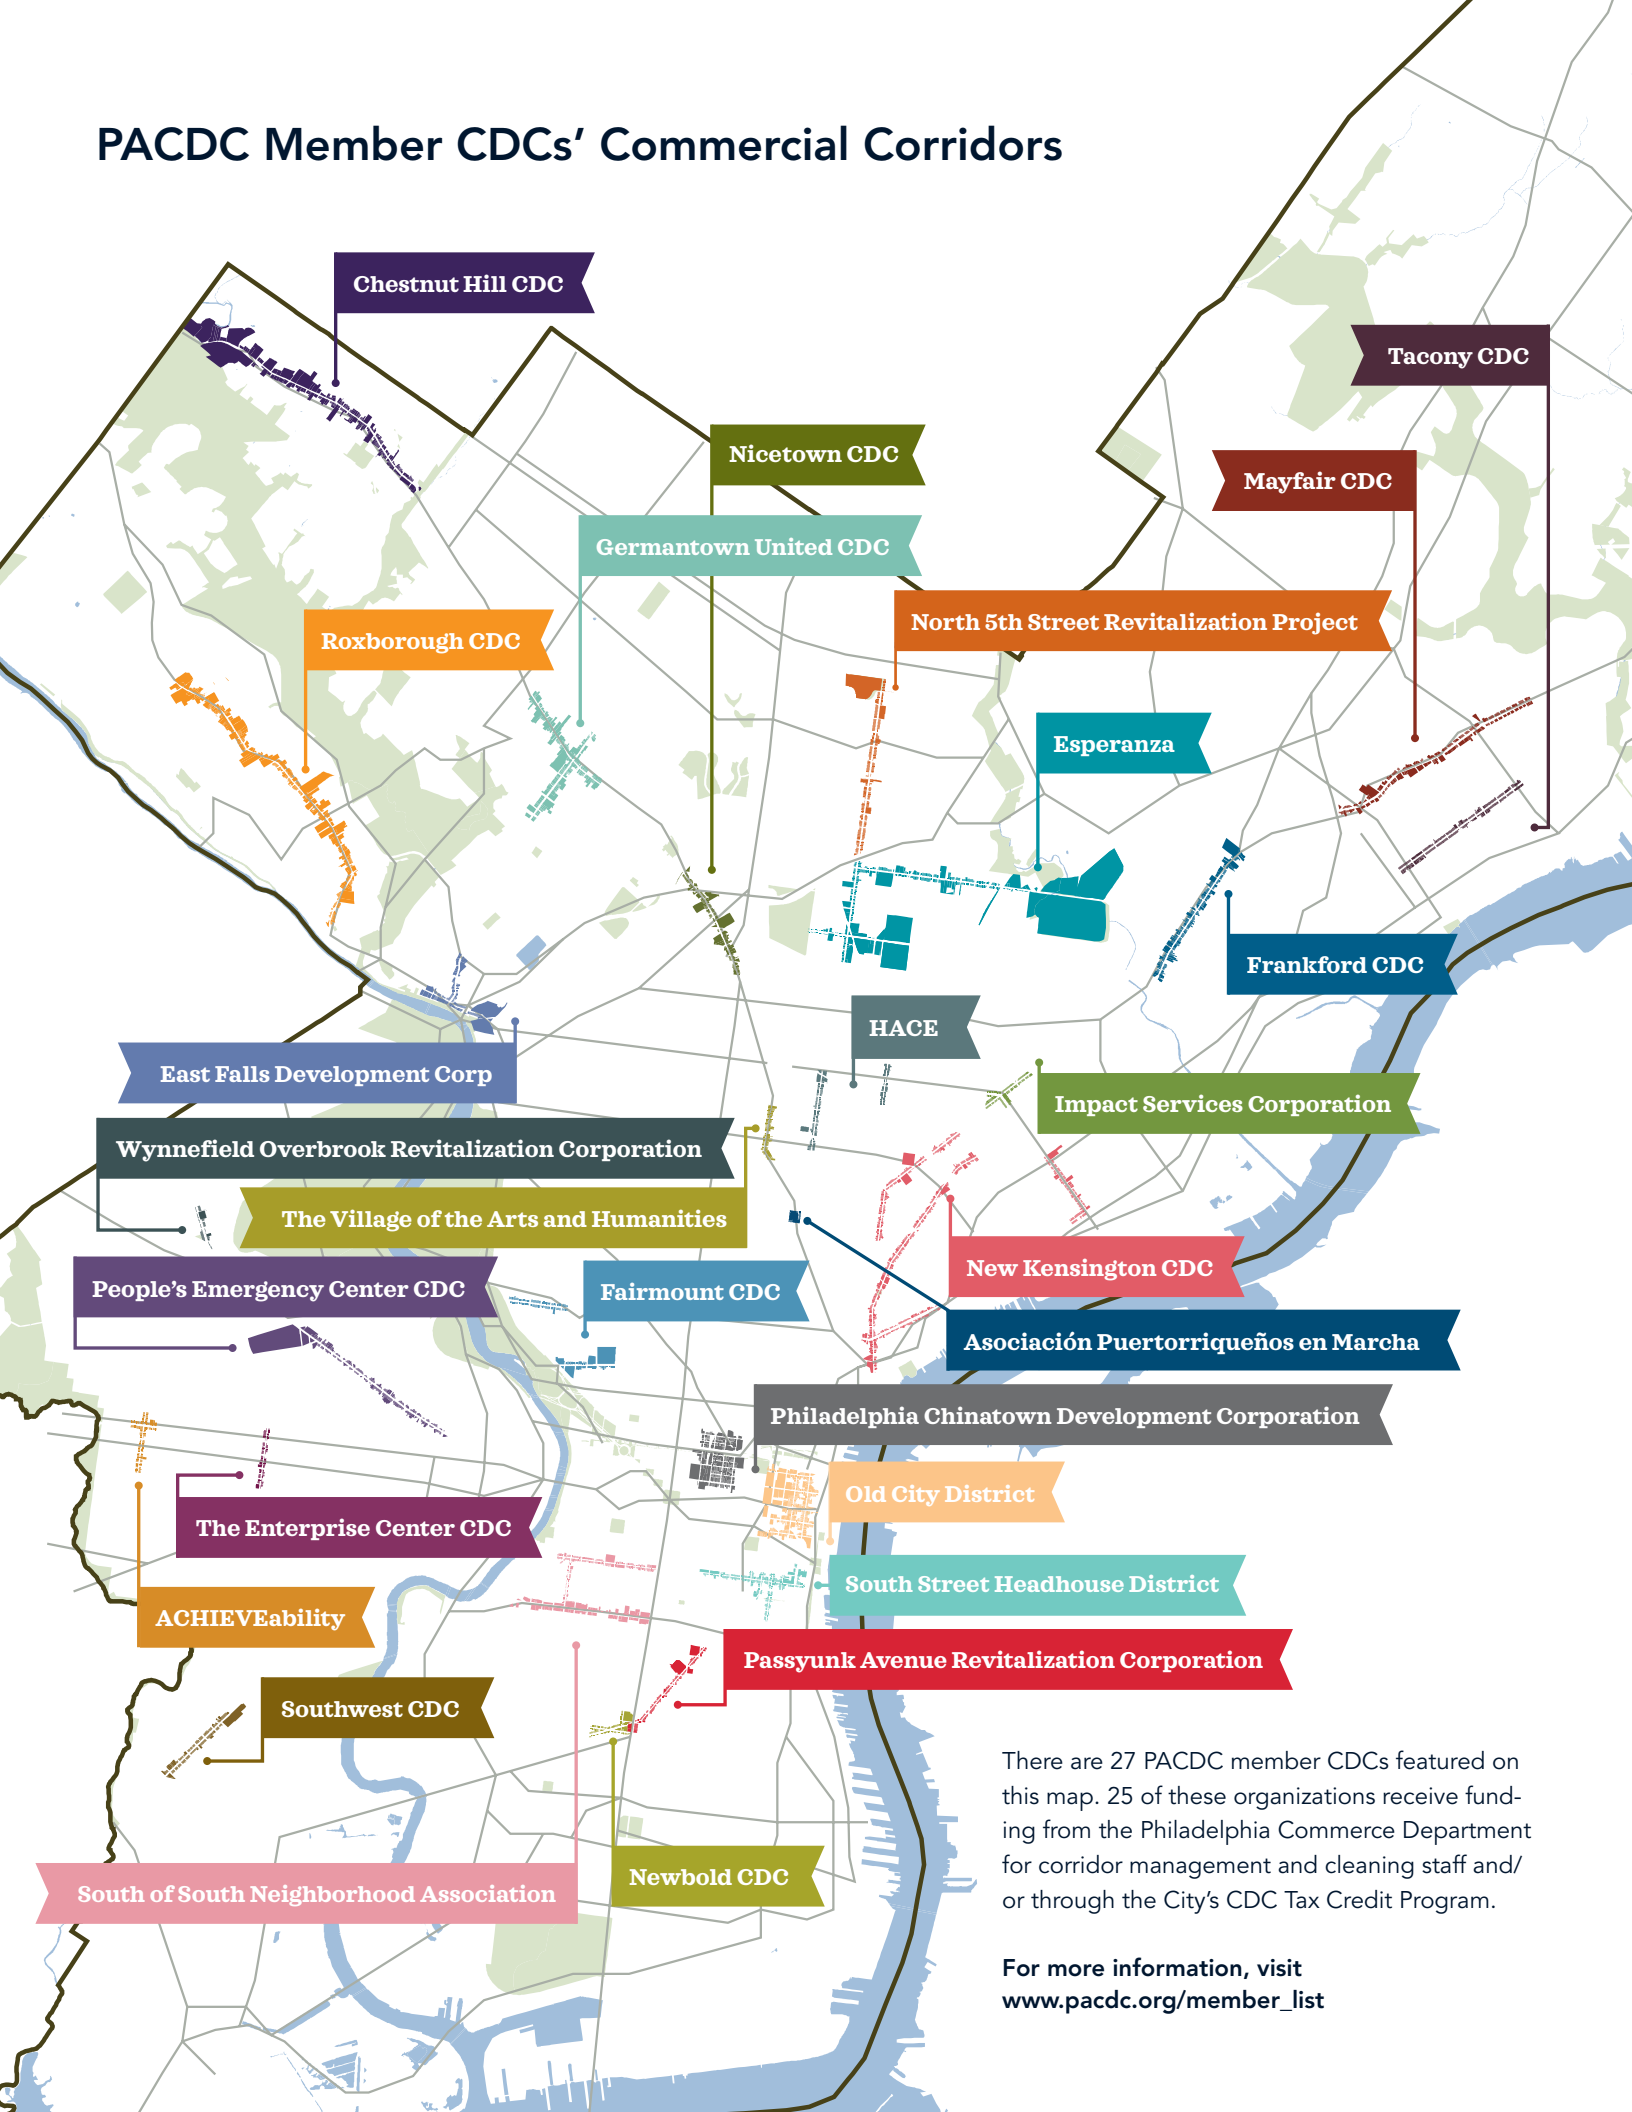 PACDC Member CDCs’ Commercial Corridors
Chestnut Hill CDC
Tacony CDC
Nicetown CDC
Mayfair CDC
Germantown United CDC
North 5th Street Revitalization Project
Roxborough CDC
Esperanza
Frankford CDC
HACE
East Falls Development Corp
Impact Services Corporation
Wynnefield Overbrook Revitalization Corporation
The Village of the Arts and Humanities
New Kensington CDC
People’s Emergency Center CDC
Fairmount CDC
Asociación Puertorriqueños en Marcha
Philadelphia Chinatown Development Corporation
Old City District
The Enterprise Center CDC
South Street Headhouse District
ACHIEVEability
Passyunk Avenue Revitalization Corporation
Southwest CDC
There are 27 PACDC member CDCs featured on
this map. 25 of these organizations receive fund-
ing from the Philadelphia Commerce Department
for corridor management and cleaning staff and/
or through the City’s CDC Tax Credit Program.
Newbold CDC
South of South Neighborhood Association
For more information, visit
www.pacdc.org/member_list